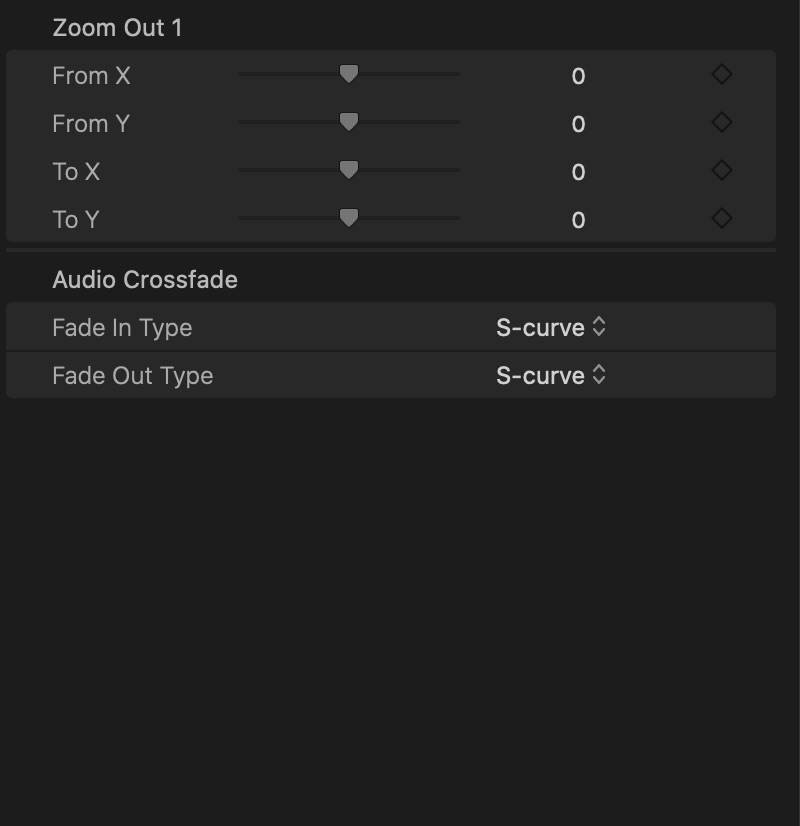 Zoom Out 1
From X 0
From Y 0
To X 0
To Y 0
Audio Crossfade
Fade In Type S-curve
Fade Out Type S-curve